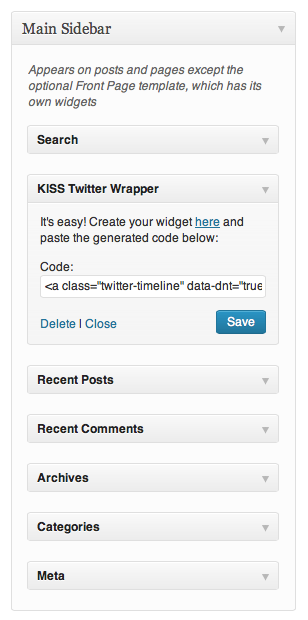 Main Sidebar
Appears on posts and pages except the
optional Front Page template, which has its
own widgets
Search
KISS Twitter Wrapper
It's easy! Create your widget here and
paste the generated code below:
Code:
<a class="twitter-timeline" data-dnt="true
Delete | Close
Save
Recent Posts
Recent Comments
Archives
Categories
Meta